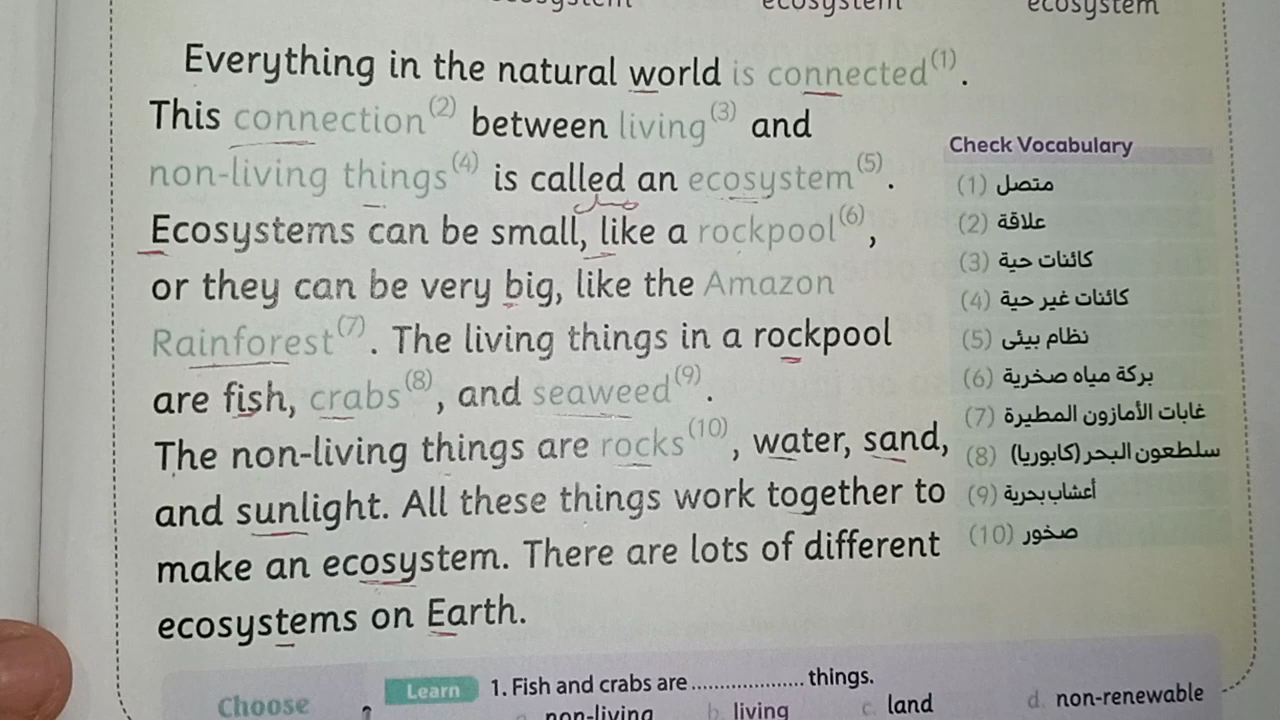 ecosystem ecosystem
Everything in the natural world is connected(1).
This connection(2) between living(3) and
non-living things(4) is called an ecosystem(5).
Ecosystems can be small, like a rockpool(6),
or they can be very big, like the Amazon
Rainforest(7). The living things in a rockpool
are fish, crabs(8), and seaweed(9).
The non-living things are rocks(10), water, sand,
and sunlight. All these things work together to
make an ecosystem. There are lots of different
ecosystems on Earth.
Check Vocabulary
(1) متصل
(2) علاقة
(3) كائنات حية
(4) كائنات غير حية
(5) نظام بيئى
(6) بركة مياه صخرية
(7) غابات الأمازون المطيرة
(8) سلطعون البحر (كابوريا)
(9) أعشاب بحرية
(10) صخور
Choose
Learn 1. Fish and crabs are .................... things.
non-living b. living c. land d. non-renewable